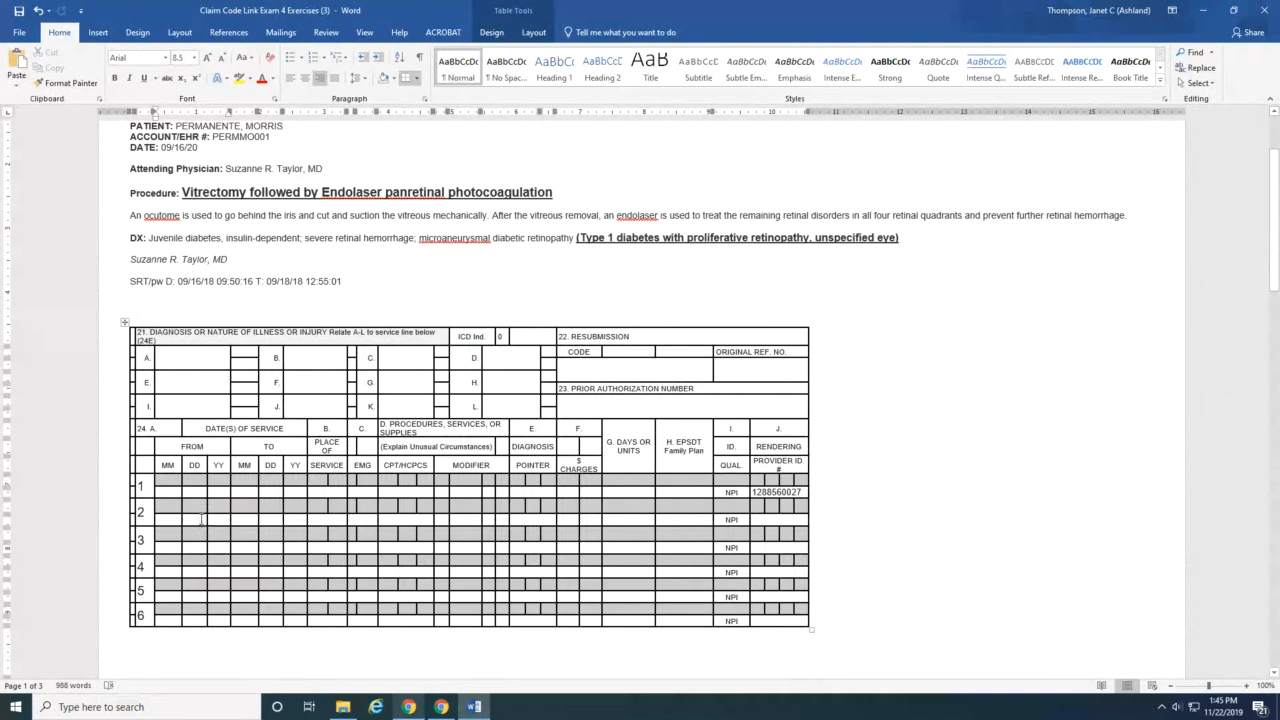 Exercises (3) - Word
Table Tools
Thompson, Janet C (Ashland)
File Home Insert Design Layout References Mailings Review View Help ACROBAT Design Layout Tell me what you want to do Share
Paste Cut Copy Format Painter
Arial 8.5
AaBbCcDc AaBbCcDc AaBbCc AaBbCcD AaB AaBbCcD AaBbCcDc AaBbCcDc AaBbCcDc AaBbCcDc AaBbCcDc AaBbCcDc AaBbCcDc AaBbCcDc AaBbCcDc
¶ Normal ¶ No Spac... Heading 1 Heading 2 Title Subtitle Subtle Em... Emphasis Intense E... Strong Quote Intense Q... Subtle Ref... Intense Re... Book Title
Find
Replace
Select
Clipboard Font Paragraph Styles Editing
PATIENT: PERMANENTE, MORRIS
ACCOUNT/EHR #: PERMMO001
DATE: 09/16/20
Attending Physician: Suzanne R. Taylor, MD
Procedure: Vitrectomy followed by Endolaser panretinal photocoagulation
An ocutome is used to go behind the iris and cut and suction the vitreous mechanically. After the vitreous removal, an endolaser is used to treat the remaining retinal disorders in all four retinal quadrants and prevent further retinal hemorrhage.
DX: Juvenile diabetes, insulin-dependent; severe retinal hemorrhage; microaneurysmal diabetic retinopathy (Type 1 diabetes with proliferative retinopathy, unspecified eye)
Suzanne R. Taylor, MD
SRT/pw D: 09/16/18 09:50:16 T: 09/18/18 12:55:01
21. DIAGNOSIS OR NATURE OF ILLNESS OR INJURY Relate A-L to service line below
(24E)
ICD Ind. 0
22. RESUBMISSION
CODE ORIGINAL REF. NO.
A. B. C. D.
E. F. G. H.
23. PRIOR AUTHORIZATION NUMBER
I. J. K. L.
24. A. DATE(S) OF SERVICE B. C. D. PROCEDURES, SERVICES, OR SUPPLIES E. F. G. DAYS OR UNITS H. EPSDT Family Plan I. J.
FROM TO PLACE OF (Explain Unusual Circumstances) DIAGNOSIS ID. RENDERING
MM DD YY MM DD YY SERVICE EMG CPT/HCPCS MODIFIER POINTER $ CHARGES QUAL. PROVIDER ID. #
1 NPI 1288560027
2 NPI
3 NPI
4 NPI
5 NPI
6 NPI
Page 1 of 3 988 words 100%
Type here to search
1:45 PM
11/22/2019